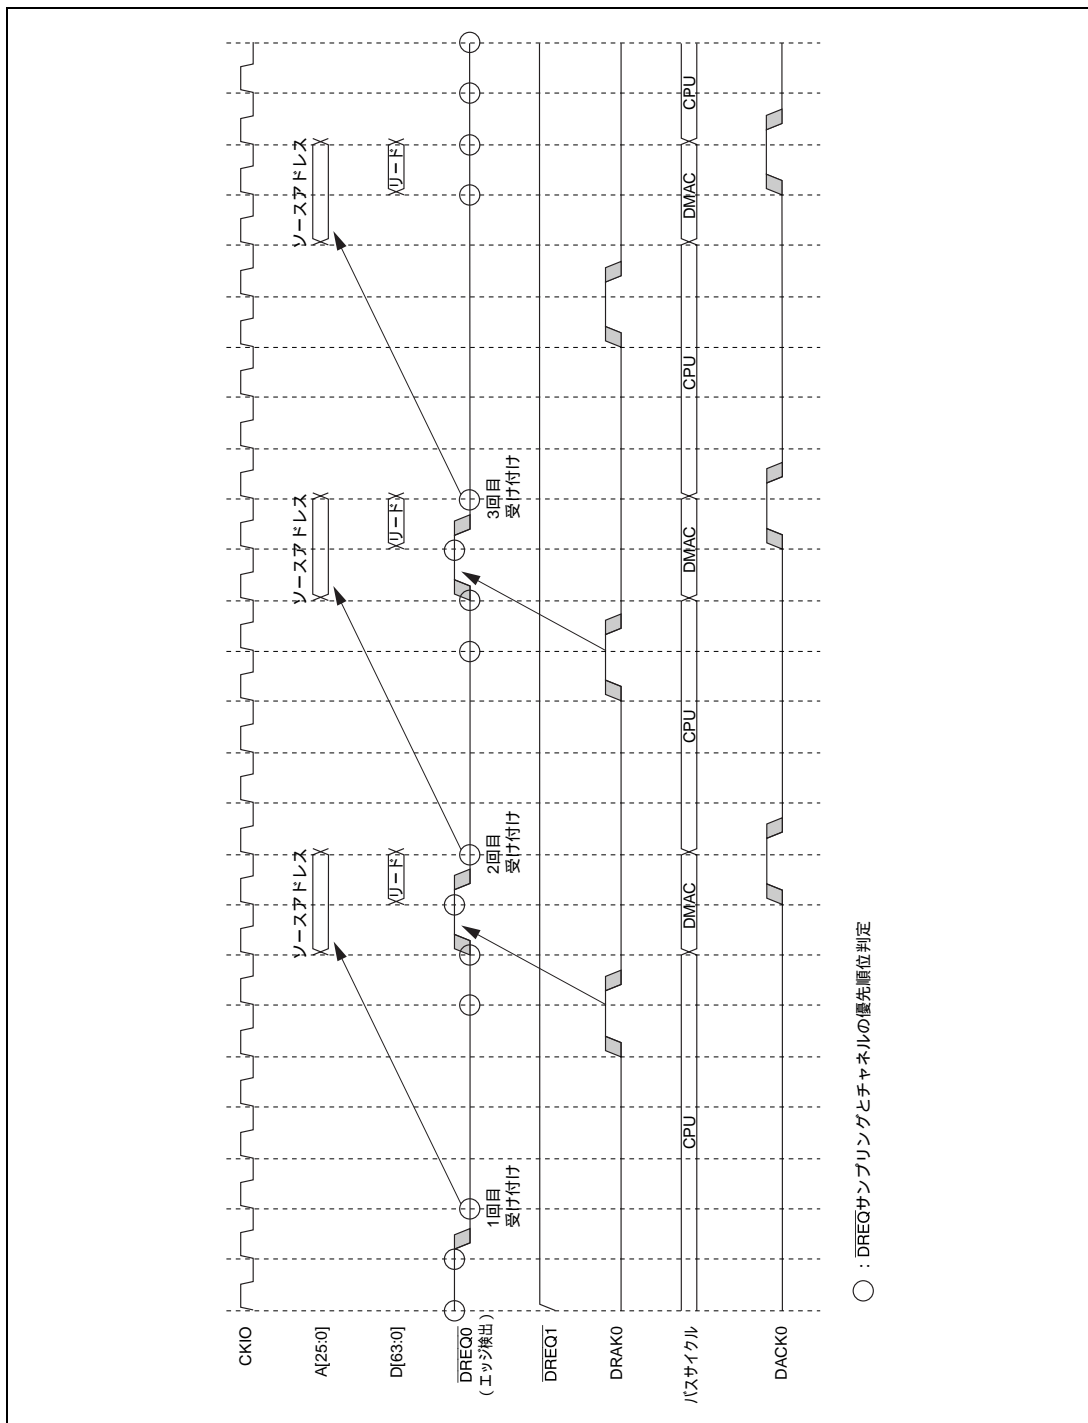 CKIO
A[25:0]
ソースアドレス
ソースアドレス
ソースアドレス
D[63:0]
リード
リード
リード
DREQ0
(エッジ検出)
1回目
受け付け
2回目
受け付け
3回目
受け付け
DREQ1
DRAK0
バスサイクル
CPU
DMAC
CPU
DMAC
CPU
DMAC
CPU
DACK0
○ : DREQサンプリングとチャネルの優先順位判定